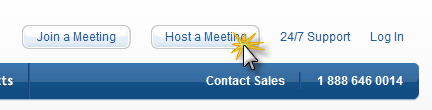 Join a Meeting Host a Meeting 24/7 Support Log In
Contact Sales 1 888 646 0014